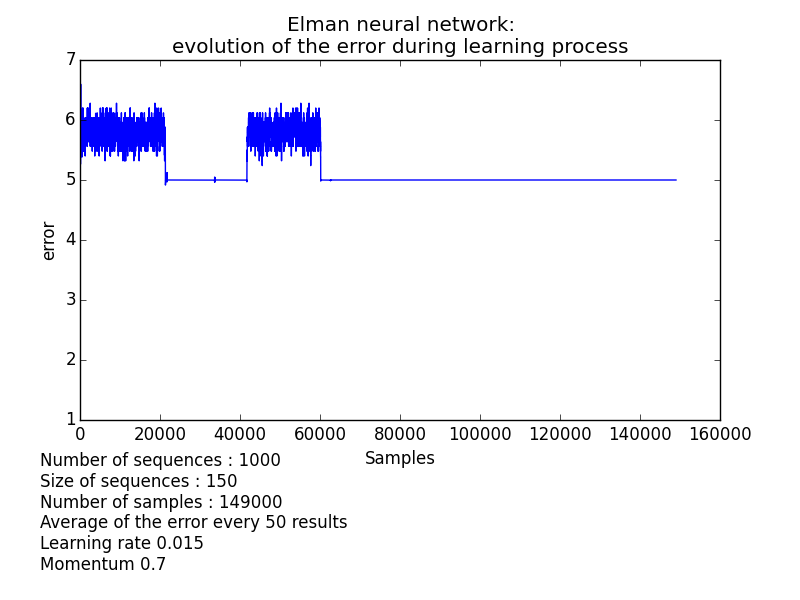 Elman neural network:
evolution of the error during learning process
7
6
5
4
3
2
1
error
0 20000 40000 60000 80000 100000 120000 140000 160000
Samples
Number of sequences : 1000
Size of sequences : 150
Number of samples : 149000
Average of the error every 50 results
Learning rate 0.015
Momentum 0.7